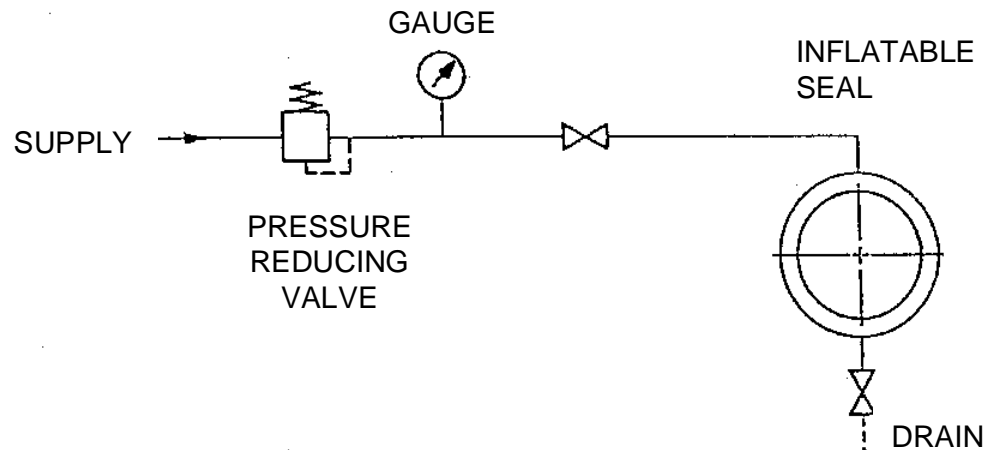 GAUGE
INFLATABLE
SEAL
SUPPLY
PRESSURE
REDUCING
VALVE
DRAIN